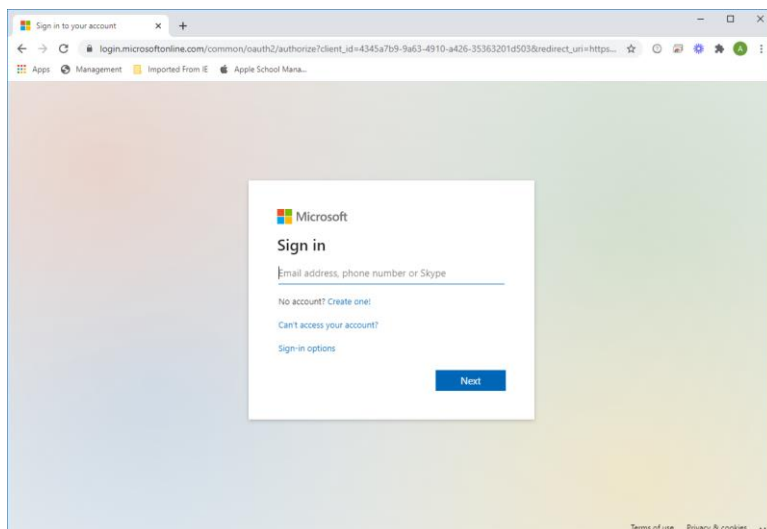 Sign in to your account
login.microsoftonline.com/common/oauth2/authorize?client_id=4345a7b9-9a63-4910-a426-35363201d503&redirect_uri=https...
A
Apps Management Imported From IE Apple School Mana...
Microsoft
Sign in
Email address, phone number or Skype
No account? Create one!
Can't access your account?
Sign-in options
Next
Terms of use Privacy & cookies